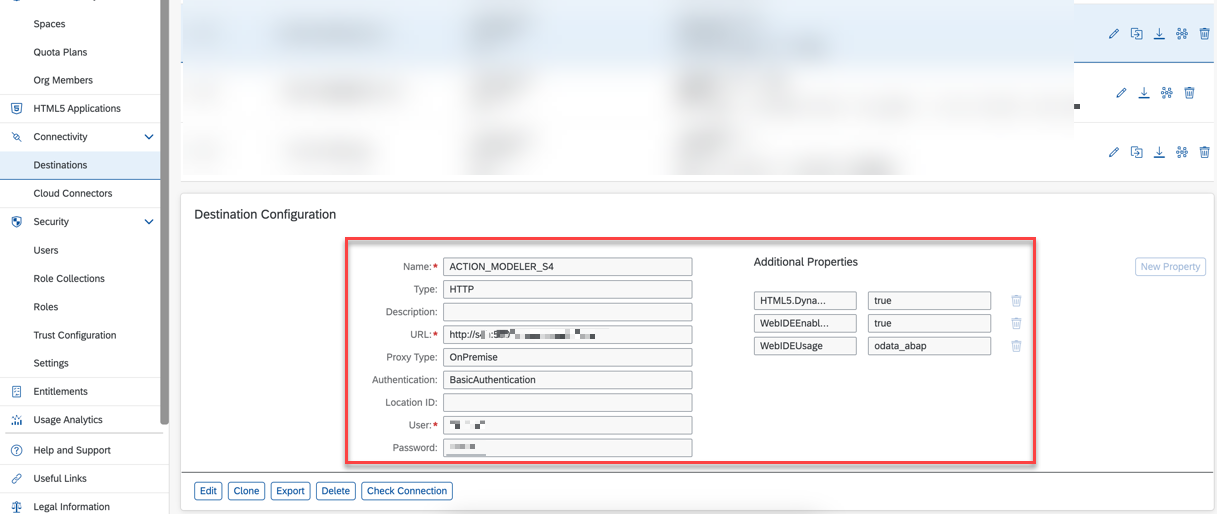 Spaces
Quota Plans
Org Members
HTML5 Applications
Connectivity
Destinations
Cloud Connectors
Security
Users
Role Collections
Roles
Trust Configuration
Settings
Entitlements
Usage Analytics
Help and Support
Useful Links
Legal Information
Destination Configuration
Name:* ACTION_MODELER_S4
Type: HTTP
Description:
URL:* http://s4
Proxy Type: OnPremise
Authentication: BasicAuthentication
Location ID:
User:*
Password:
Additional Properties
New Property
HTML5.Dyna... true
WebIDEEnabl... true
WebIDEUsage odata_abap
Edit Clone Export Delete Check Connection